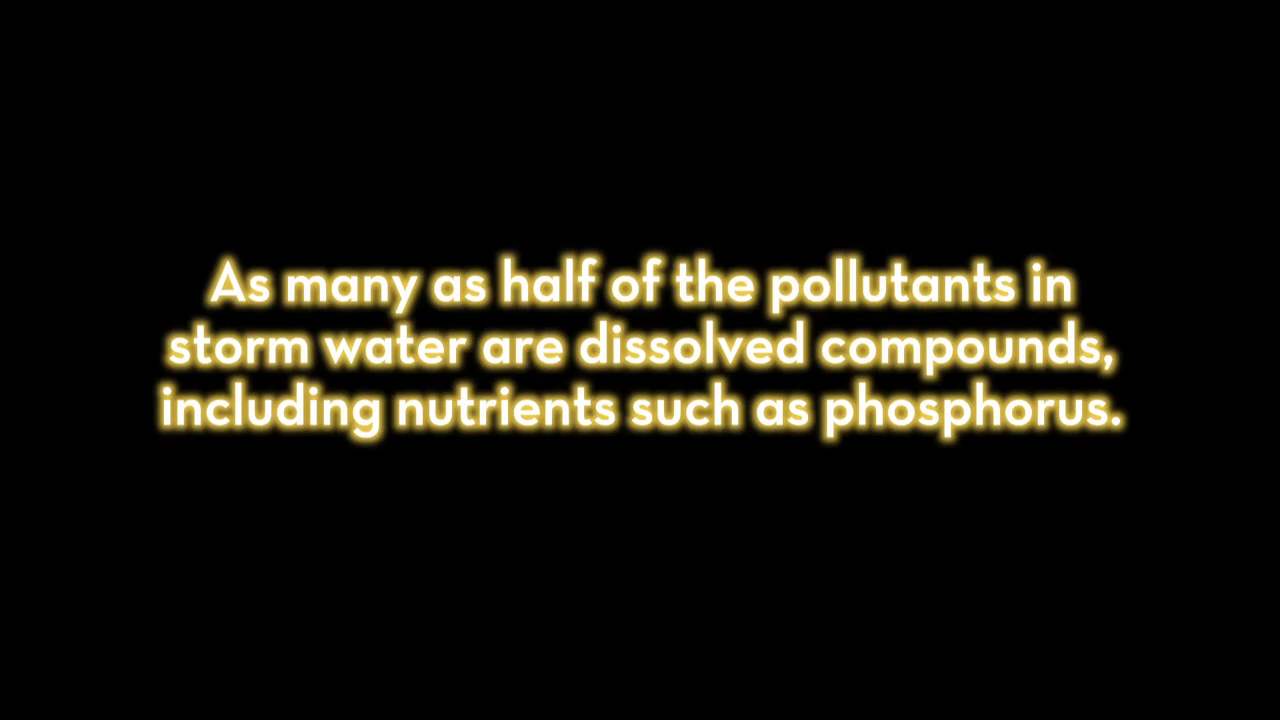 As many as half of the pollutants in
storm water are dissolved compounds,
including nutrients such as phosphorus.